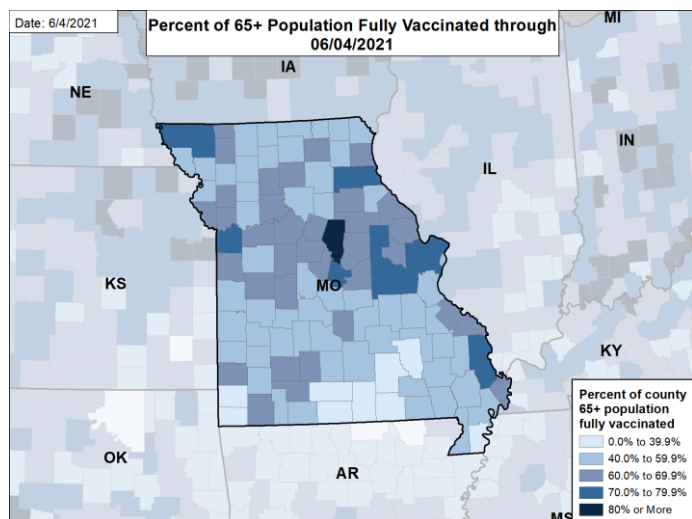 Date: 6/4/2021
Percent of 65+ Population Fully Vaccinated through
06/04/2021
MI
IA
NE
IN
IL
KS
MO
KY
OK
AR
MS
Percent of county
65+ population
fully vaccinated
0.0% to 39.9%
40.0% to 59.9%
60.0% to 69.9%
70.0% to 79.9%
80% or More